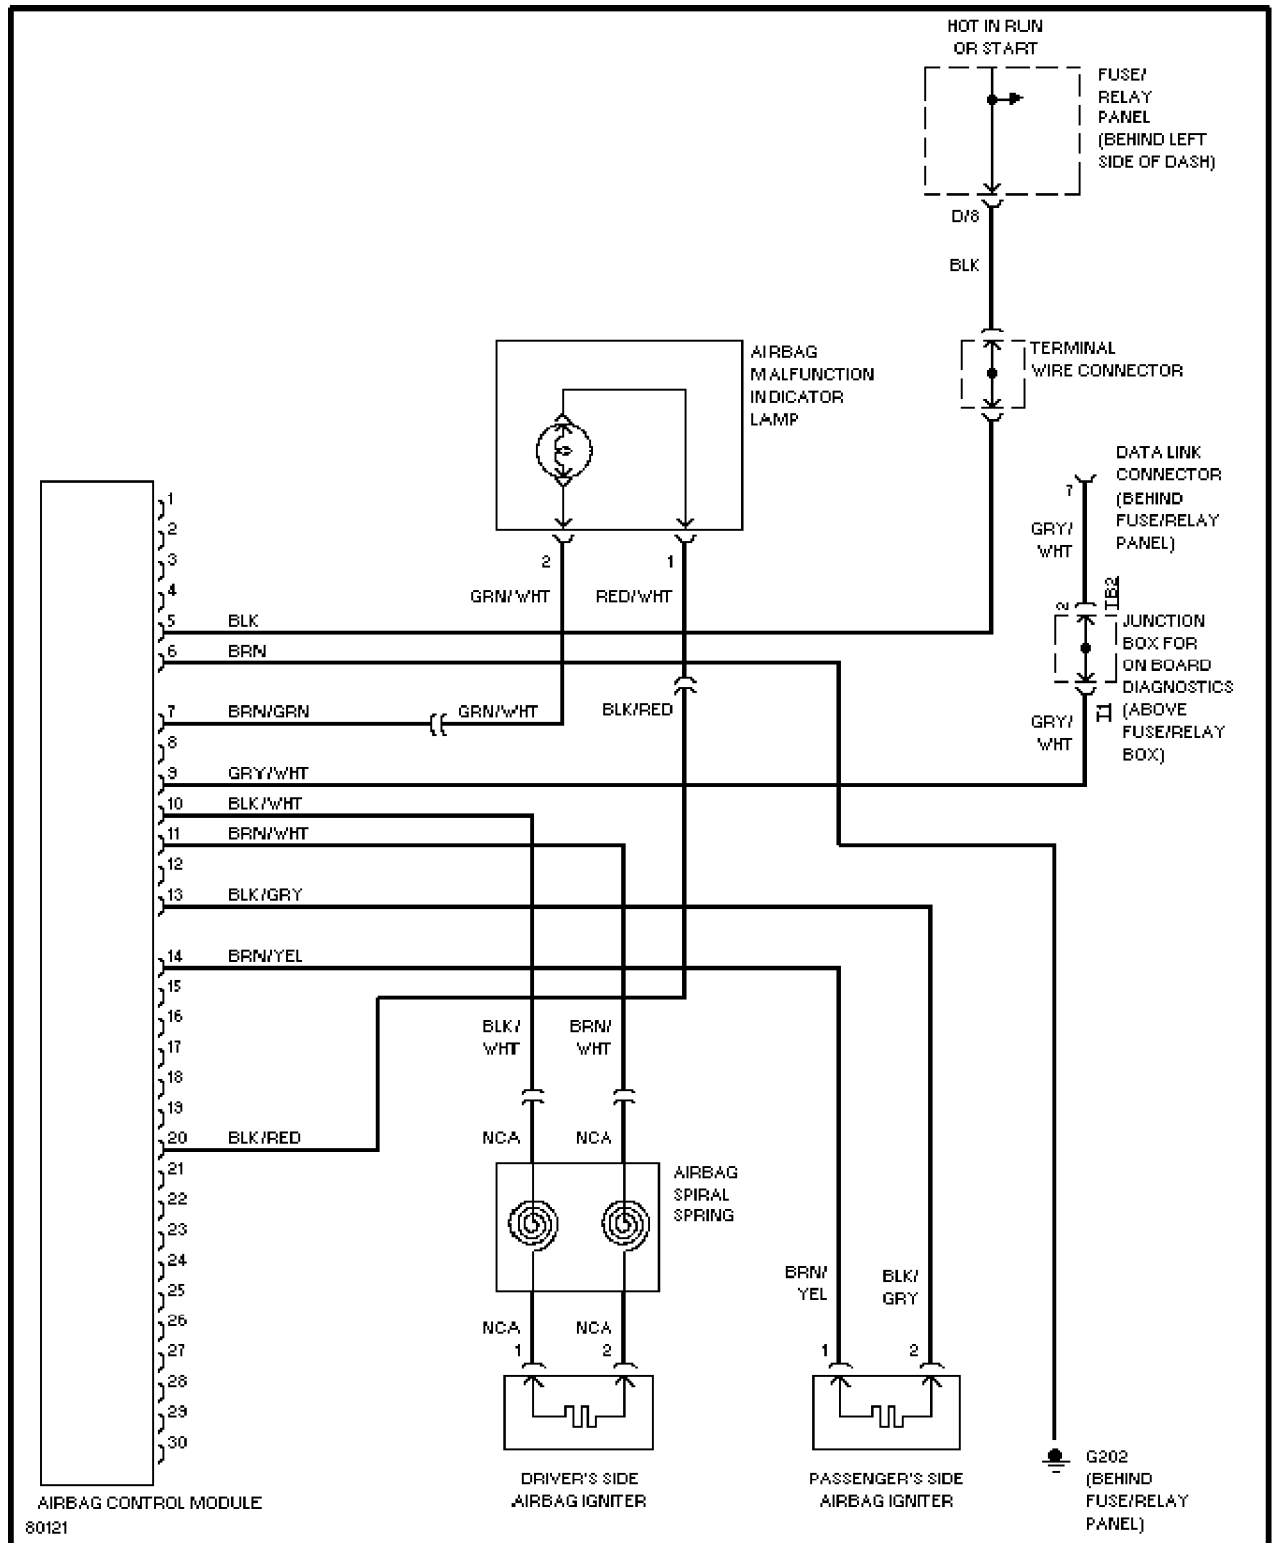 HOT IN RUN
OR START
FUSE/
RELAY
PANEL
(BEHIND LEFT
SIDE OF DASH)
D/8
BLK
TERMINAL
WIRE CONNECTOR
AIRBAG
MALFUNCTION
INDICATOR
LAMP
DATA LINK
CONNECTOR
(BEHIND
FUSE/RELAY
PANEL)
7
GRY/
WHT
2
TB2
JUNCTION
BOX FOR
ON BOARD
DIAGNOSTICS
(ABOVE
FUSE/RELAY
BOX)
T1
GRY/
WHT
2
1
GRN/WHT
RED/WHT
BLK/RED
1
2
3
4
5 BLK
6 BRN
7 BRN/GRN GRN/WHT
8
9 GRY/WHT
10 BLK/WHT
11 BRN/WHT
12
13 BLK/GRY
14 BRN/YEL
15
16
17
18
19
20 BLK/RED
21
22
23
24
25
26
27
28
29
30
BLK/
WHT
BRN/
WHT
NCA
NCA
AIRBAG
SPIRAL
SPRING
NCA
NCA
1
2
BRN/
YEL
BLK/
GRY
1
2
DRIVER'S SIDE
AIRBAG IGNITER
PASSENGER'S SIDE
AIRBAG IGNITER
G202
(BEHIND
FUSE/RELAY
PANEL)
AIRBAG CONTROL MODULE
80121